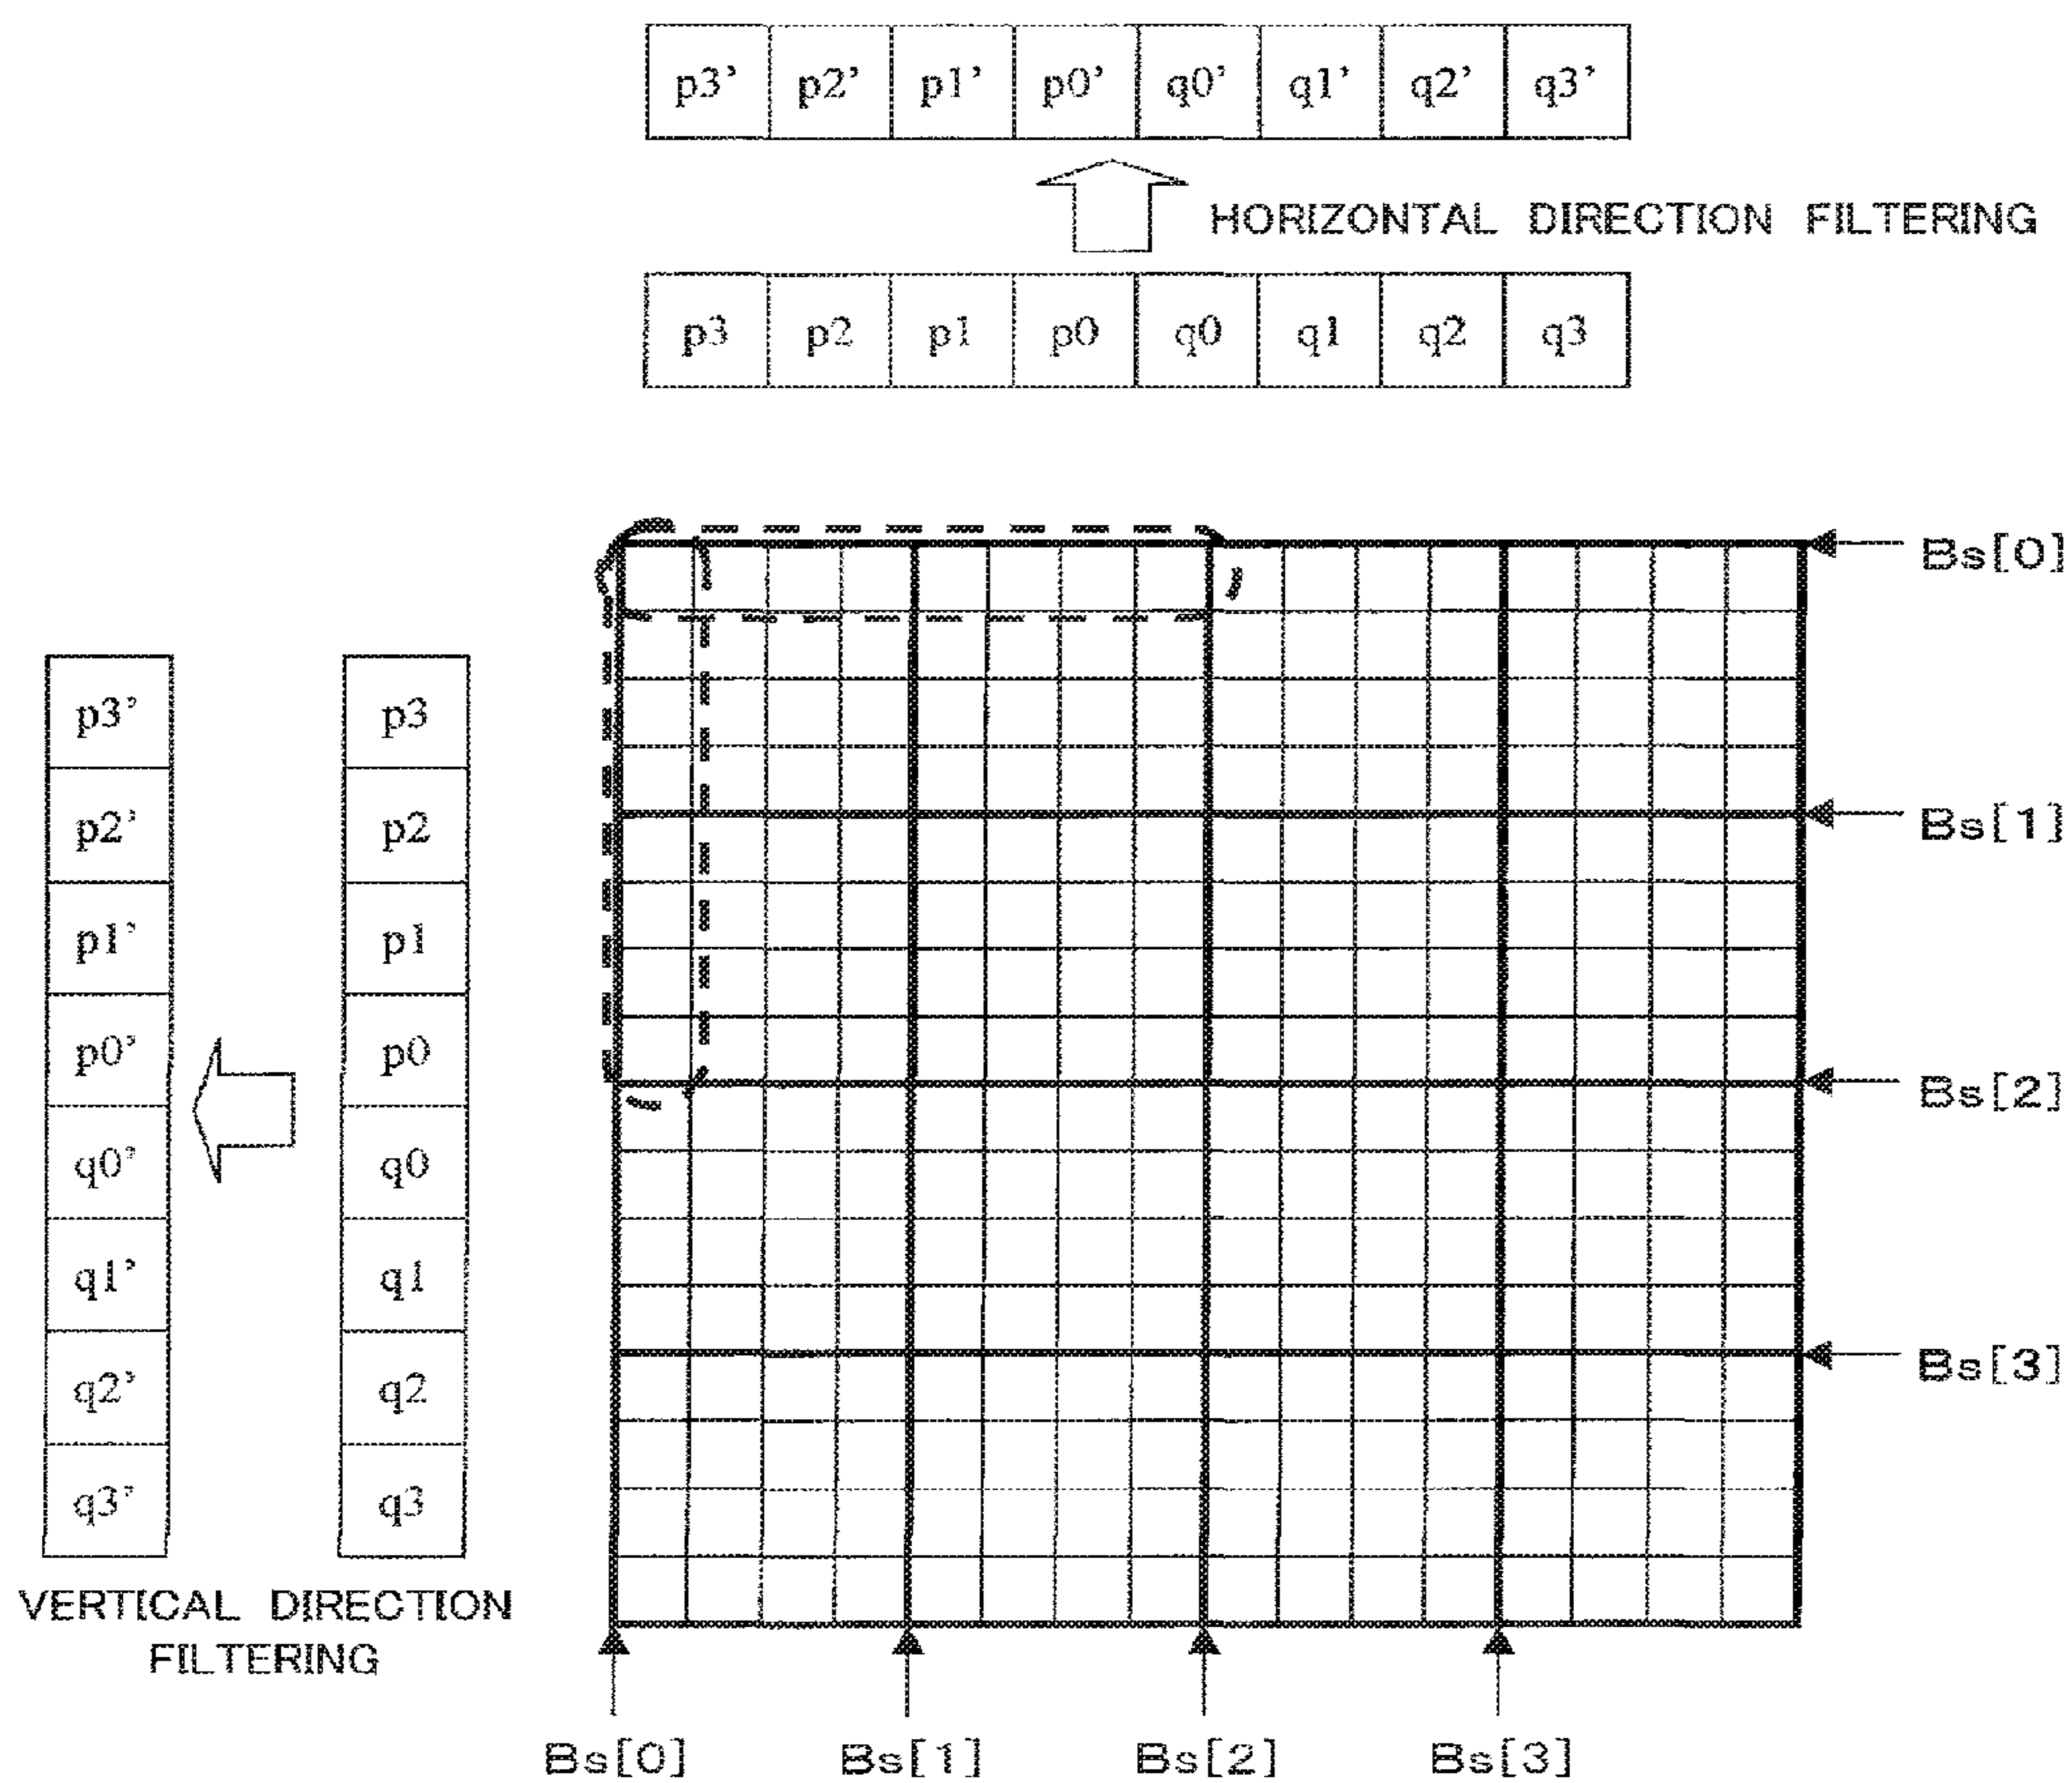 p3' p2' p1' p0' q0' q1' q2' q3'
HORIZONTAL DIRECTION FILTERING
p3 p2 p1 p0 q0 q1 q2 q3
Bs[0]
Bs[1]
Bs[2]
Bs[3]
p3' p3
p2' p2
p1' p1
p0' p0
q0' q0
q1' q1
q2' q2
q3' q3
VERTICAL DIRECTION
FILTERING
Bs[0] Bs[1] Bs[2] Bs[3]